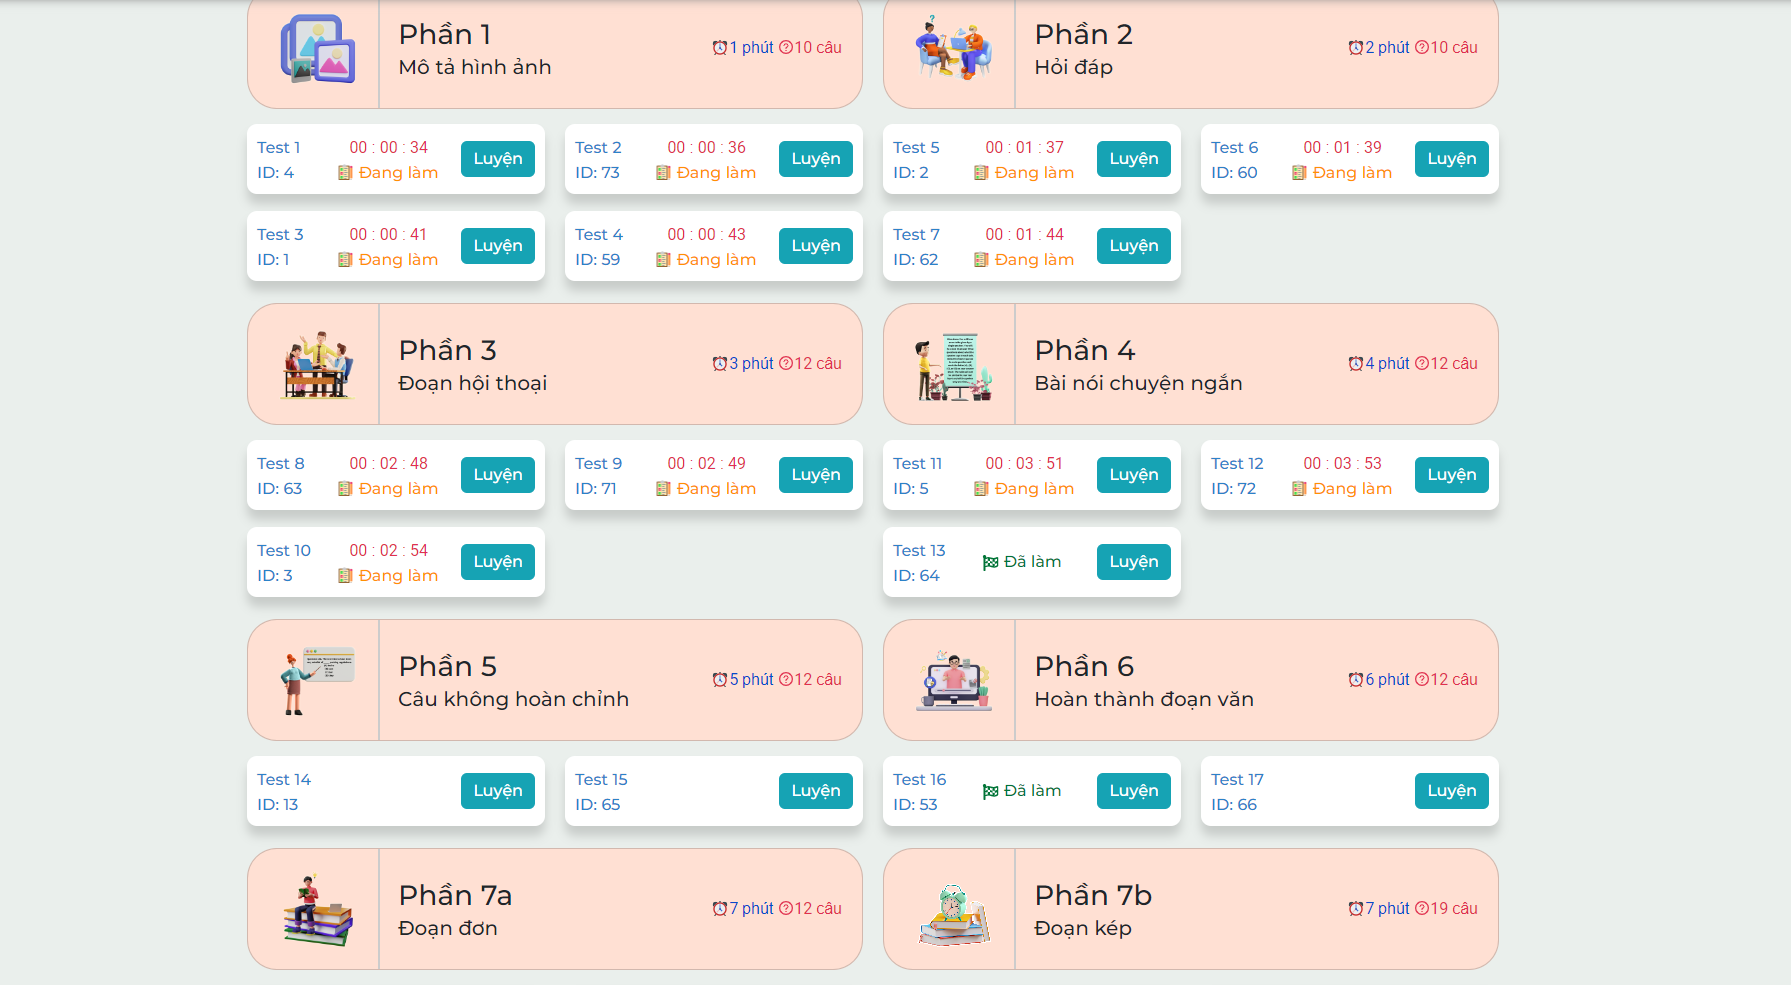 Phần 1
Mô tả hình ảnh
1 phút 10 câu
Phần 2
Hỏi đáp
2 phút 10 câu
Test 1
ID: 4
00 : 00 : 34
Đang làm
Luyện
Test 2
ID: 73
00 : 00 : 36
Đang làm
Luyện
Test 5
ID: 2
00 : 01 : 37
Đang làm
Luyện
Test 6
ID: 60
00 : 01 : 39
Đang làm
Luyện
Test 3
ID: 1
00 : 00 : 41
Đang làm
Luyện
Test 4
ID: 59
00 : 00 : 43
Đang làm
Luyện
Test 7
ID: 62
00 : 01 : 44
Đang làm
Luyện
Phần 3
Đoạn hội thoại
3 phút 12 câu
Phần 4
Bài nói chuyện ngắn
4 phút 12 câu
Test 8
ID: 63
00 : 02 : 48
Đang làm
Luyện
Test 9
ID: 71
00 : 02 : 49
Đang làm
Luyện
Test 11
ID: 5
00 : 03 : 51
Đang làm
Luyện
Test 12
ID: 72
00 : 03 : 53
Đang làm
Luyện
Test 10
ID: 3
00 : 02 : 54
Đang làm
Luyện
Test 13
ID: 64
Đã làm
Luyện
Phần 5
Câu không hoàn chỉnh
5 phút 12 câu
Phần 6
Hoàn thành đoạn văn
6 phút 12 câu
Test 14
ID: 13
Luyện
Test 15
ID: 65
Luyện
Test 16
ID: 53
Đã làm
Luyện
Test 17
ID: 66
Luyện
Phần 7a
Đoạn đơn
7 phút 12 câu
Phần 7b
Đoạn kép
7 phút 19 câu